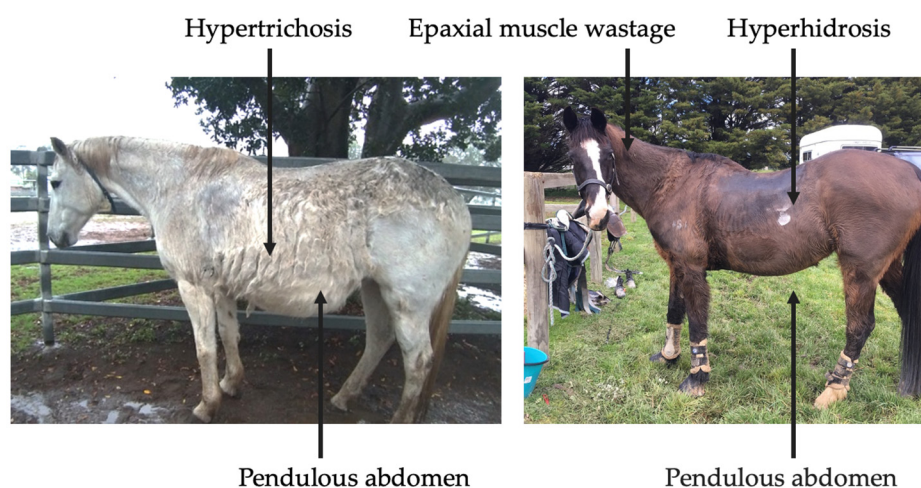 Hypertrichosis
Epaxial muscle wastage
Hyperhidrosis
Pendulous abdomen
Pendulous abdomen